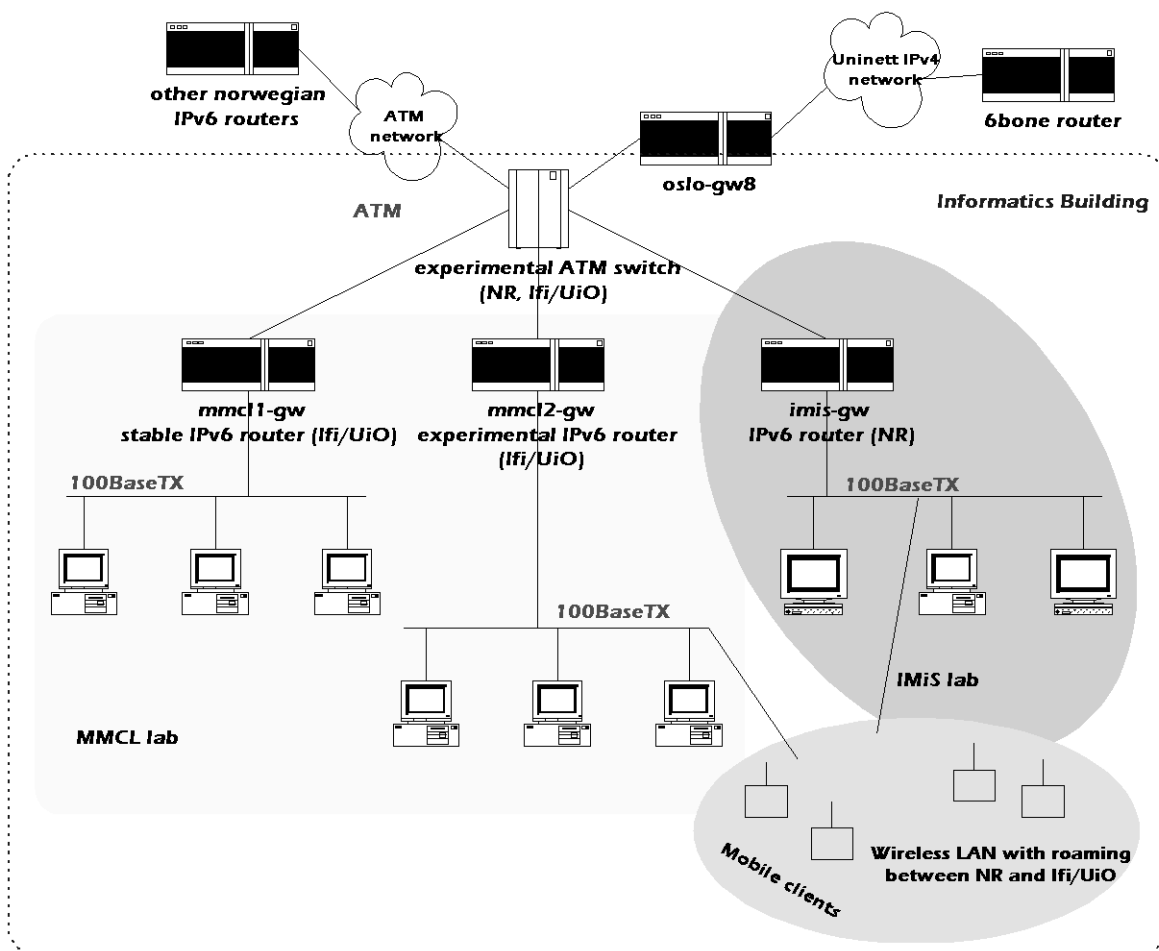 other norwegian
IPv6 routers
ATM
network
Uninett IPv4
network
6bone router
oslo-gw8
ATM
Informatics Building
experimental ATM switch
(NR, Ifi/UiO)
mmcl1-gw
stable IPv6 router (Ifi/UiO)
mmcl2-gw
experimental IPv6 router
(Ifi/UiO)
imis-gw
IPv6 router (NR)
100BaseTX
100BaseTX
100BaseTX
IMiS lab
MMCL lab
Mobile clients
Wireless LAN with roaming
between NR and Ifi/UiO